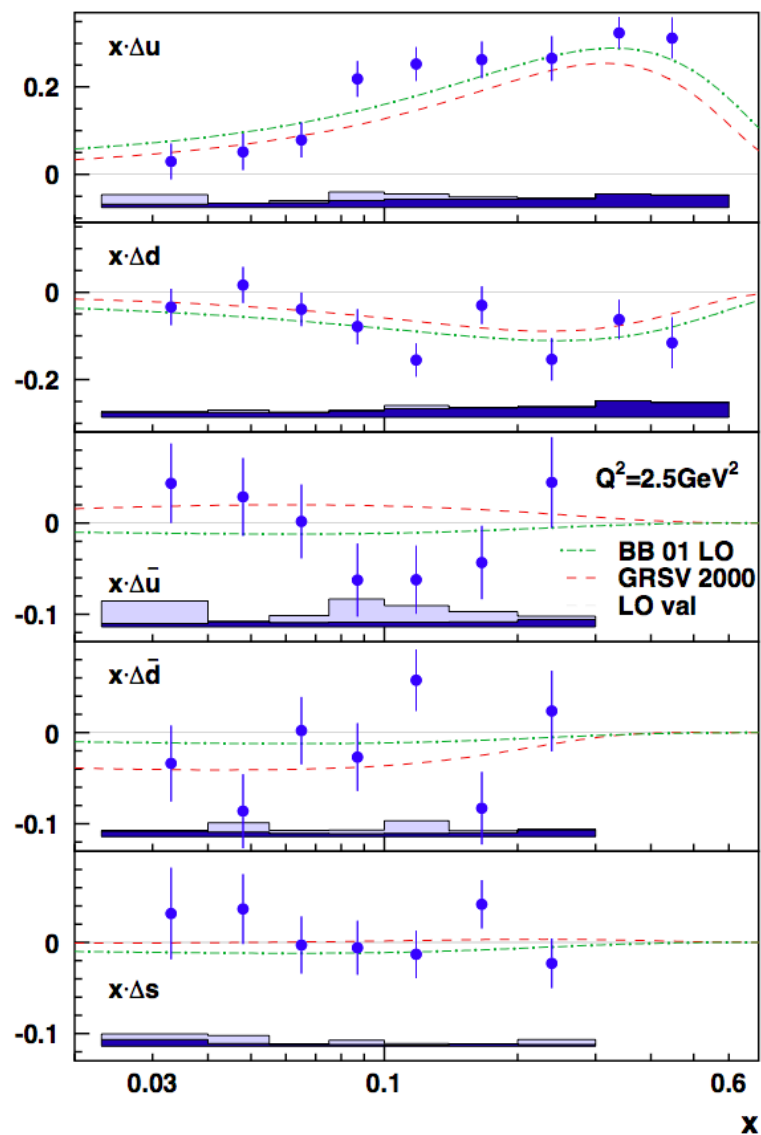 x·Δu
0.2
0
x·Δd
0
-0.2
Q²=2.5GeV²
0
BB 01 LO
GRSV 2000
x·Δū
LO val
-0.1
x·Δd̄
0
-0.1
0
x·Δs
-0.1
0.03
0.1
0.6
x